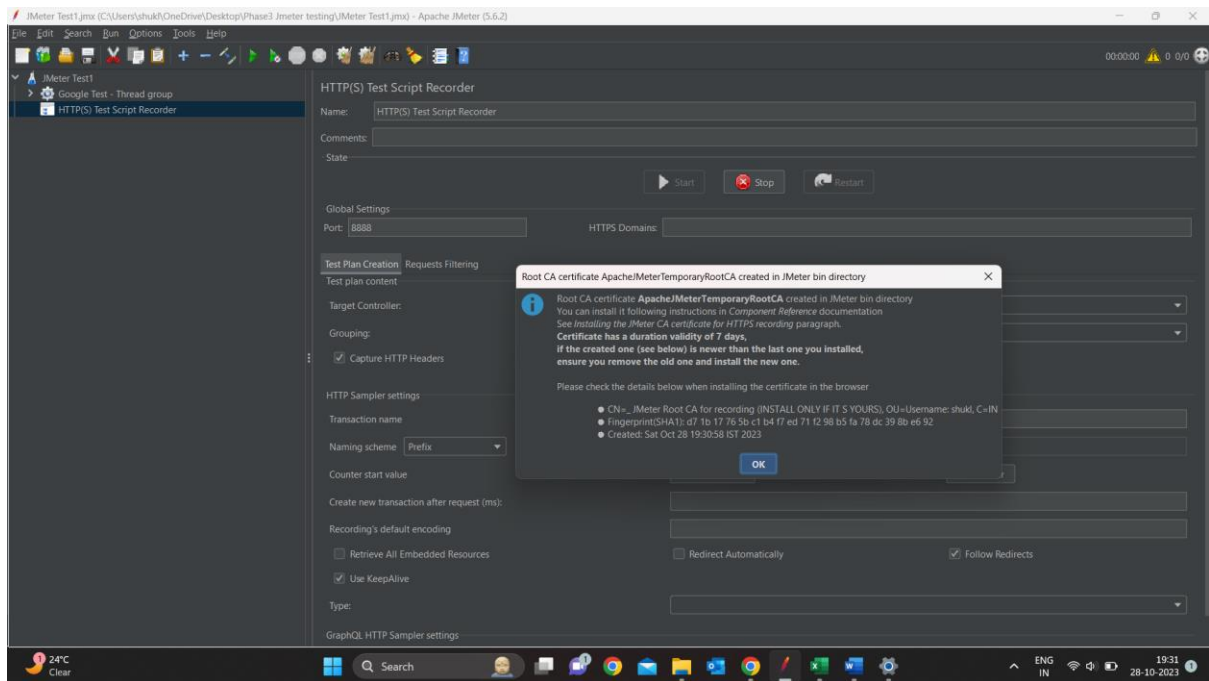 JMeter Test1.jmx (C:\Users\shukl\OneDrive\Desktop\Phase3 Jmeter testing\JMeter Test1.jmx) - Apache JMeter (5.6.2)
File Edit Search Run Options Tools Help
00:00:00 0 0/0
JMeter Test1
Google Test - Thread group
HTTP(S) Test Script Recorder
HTTP(S) Test Script Recorder
Name: HTTP(S) Test Script Recorder
Comments:
State
Start Stop Restart
Global Settings
Port: 8888 HTTPS Domains:
Test Plan Creation Requests Filtering
Test plan content
Target Controller:
Grouping:
Capture HTTP Headers
HTTP Sampler settings
Transaction name
Naming scheme Prefix
Counter start value
Create new transaction after request (ms):
Recording's default encoding
Retrieve All Embedded Resources Redirect Automatically Follow Redirects
Use KeepAlive
Type:
GraphQL HTTP Sampler settings
Root CA certificate ApacheJMeterTemporaryRootCA created in JMeter bin directory
Root CA certificate ApacheJMeterTemporaryRootCA created in JMeter bin directory
You can install it following instructions in Component Reference documentation
See Installing the JMeter CA certificate for HTTPS recording paragraph.
Certificate has a duration validity of 7 days,
if the created one (see below) is newer than the last one you installed,
ensure you remove the old one and install the new one.
Please check the details below when installing the certificate in the browser
● CN=_ JMeter Root CA for recording (INSTALL ONLY IF IT S YOURS), OU=Username: shukl, C=IN
● Fingerprint(SHA1): d7 1b 17 76 5b c1 b4 f7 ed 71 f2 98 b5 fa 78 dc 39 8b e6 92
● Created: Sat Oct 28 19:30:58 IST 2023
OK
1 24°C
Clear
Search
ENG
IN
19:31
28-10-2023
1